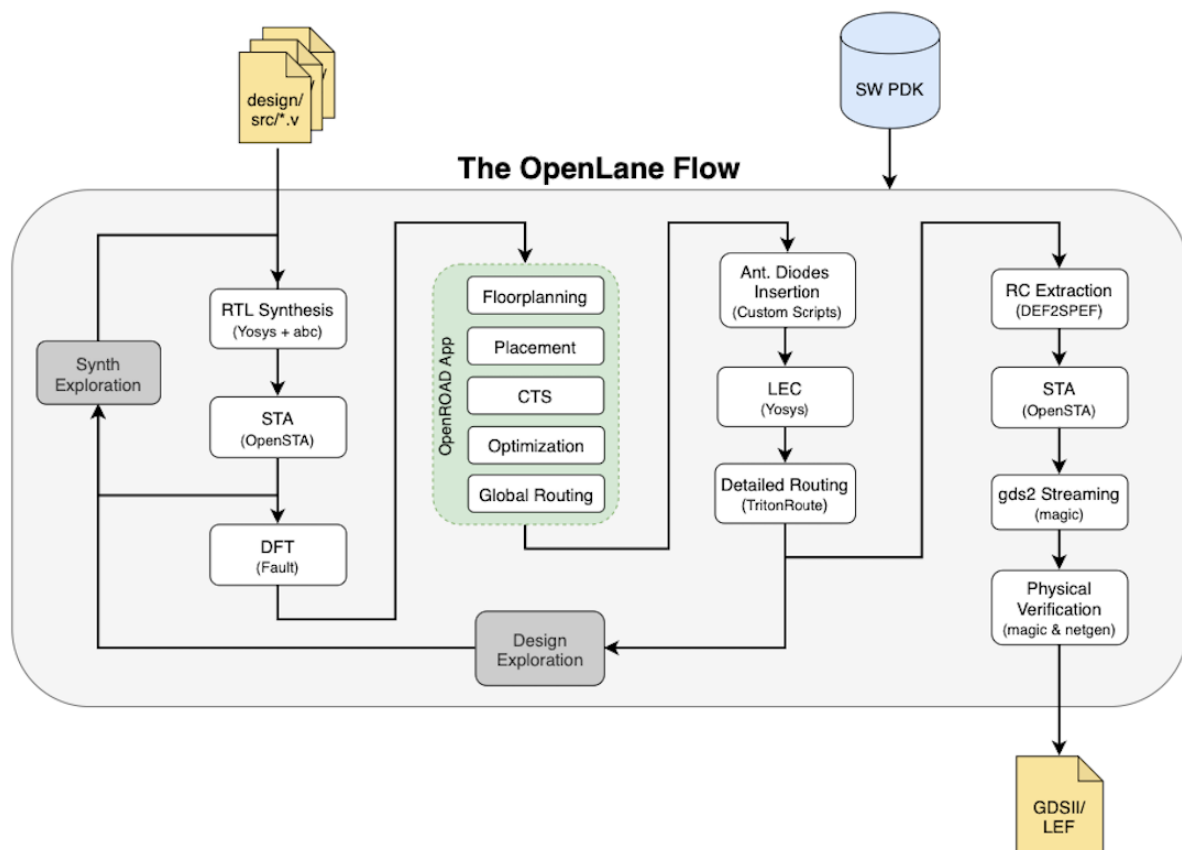 design/
src/*.v
SW PDK
The OpenLane Flow
RTL Synthesis
(Yosys + abc)
Synth
Exploration
STA
(OpenSTA)
DFT
(Fault)
OpenROAD App
Floorplanning
Placement
CTS
Optimization
Global Routing
Ant. Diodes
Insertion
(Custom Scripts)
LEC
(Yosys)
Detailed Routing
(TritonRoute)
Design
Exploration
RC Extraction
(DEF2SPEF)
STA
(OpenSTA)
gds2 Streaming
(magic)
Physical
Verification
(magic & netgen)
GDSII/
LEF